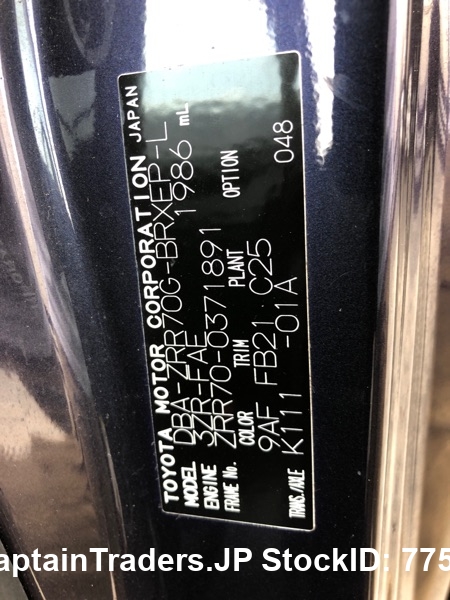 TOYOTA MOTOR CORPORATION JAPAN
MODEL DBA-ZRR70G-BRXEP-L
ENGINE 3ZR-FAE 1986 mL
FRAME No. ZRR70-0371891
COLOR TRIM PLANT OPTION
9AF FB21 C25 048
TRANS./AXLE K111 -01A
aptainTraders.JP StockID: 775